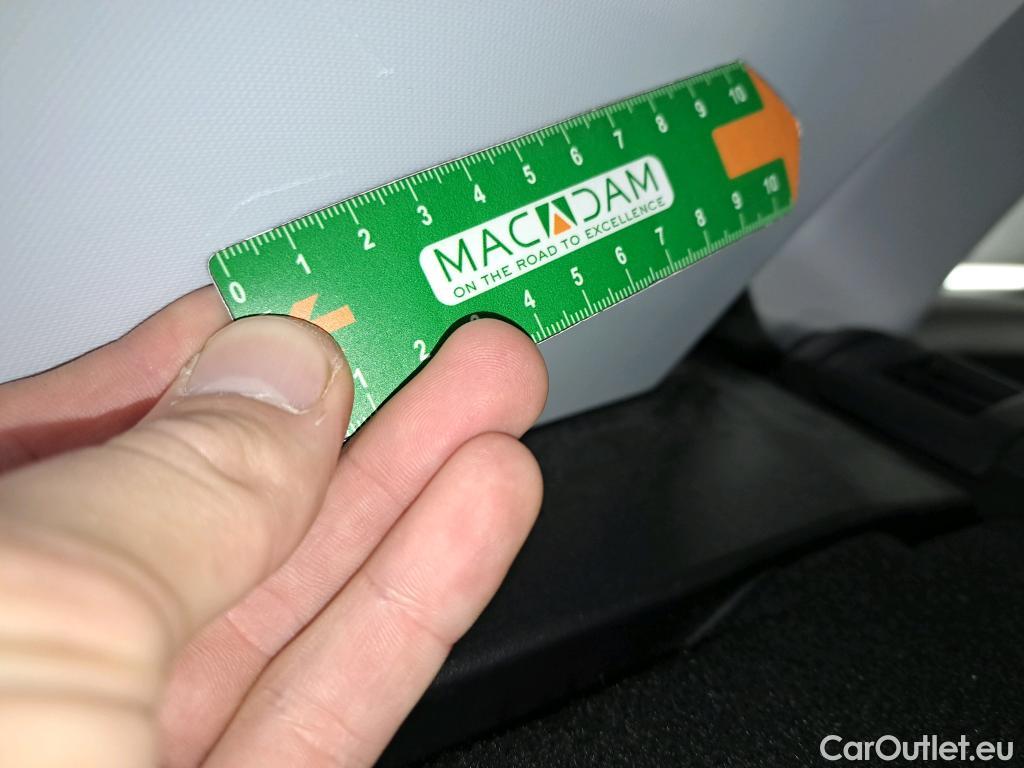 0 1 2 3 4 5 6 7 8 9 10
MACADAM
ON THE ROAD TO EXCELLENCE
1 2 4 5 6 7 8 9 10
CarOutlet.eu